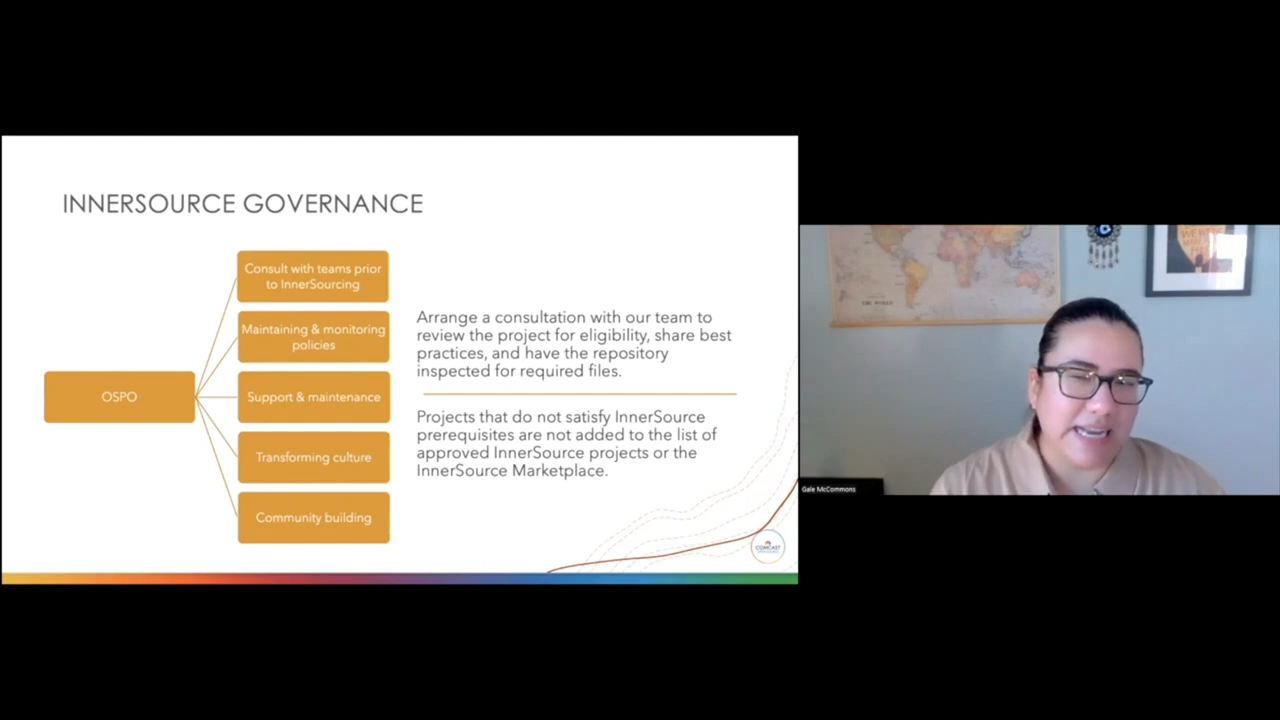 INNERSOURCE GOVERNANCE
Consult with teams prior
to InnerSourcing
Maintaining & monitoring
policies
OSPO
Support & maintenance
Transforming culture
Community building
Arrange a consultation with our team to
review the project for eligibility, share best
practices, and have the repository
inspected for required files.
Projects that do not satisfy InnerSource
prerequisites are not added to the list of
approved InnerSource projects or the
InnerSource Marketplace.
COMCAST
Gale McCommons